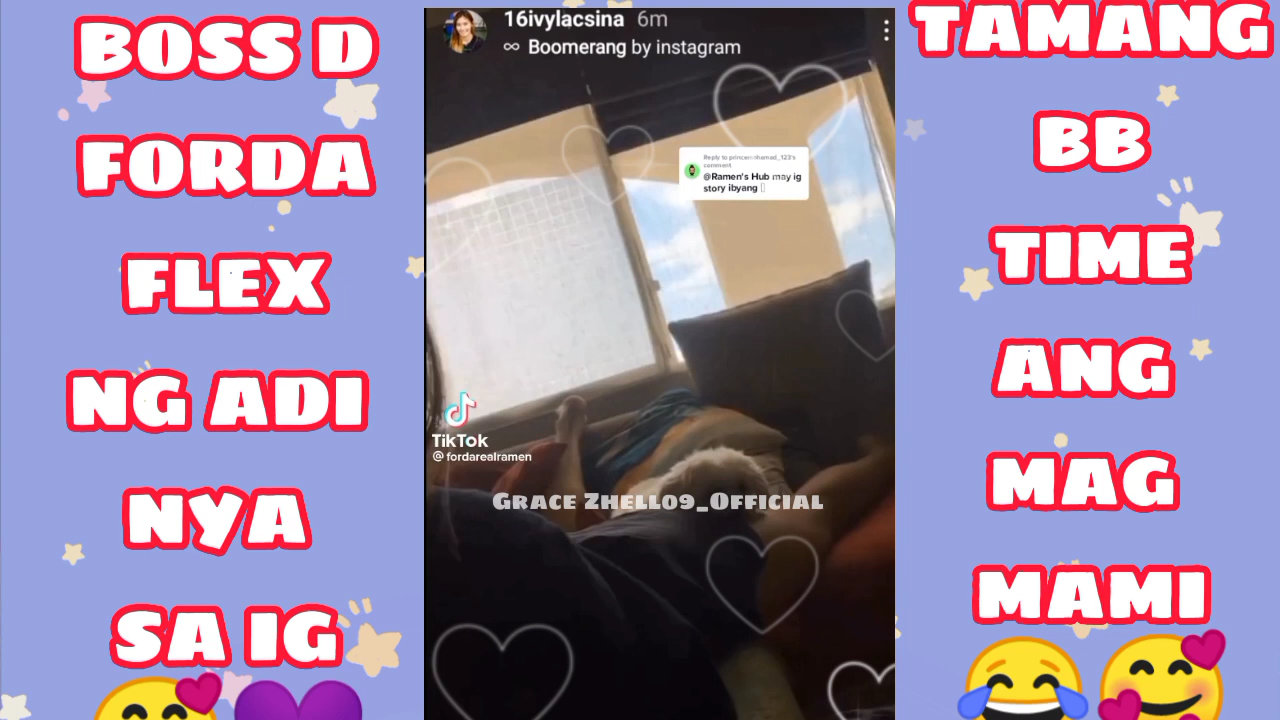 BOSS D
FORDA
FLEX
NG ADI
NYA
SA IG
16ivylacsina 6m
∞ Boomerang by instagram
comment
@Ramen's Hub may ig
story ibyang
TikTok
@fordarealramen
GRACE ZHELL09_OFFICIAL
TAMANG
BB
TIME
ANG
MAG
MAMI